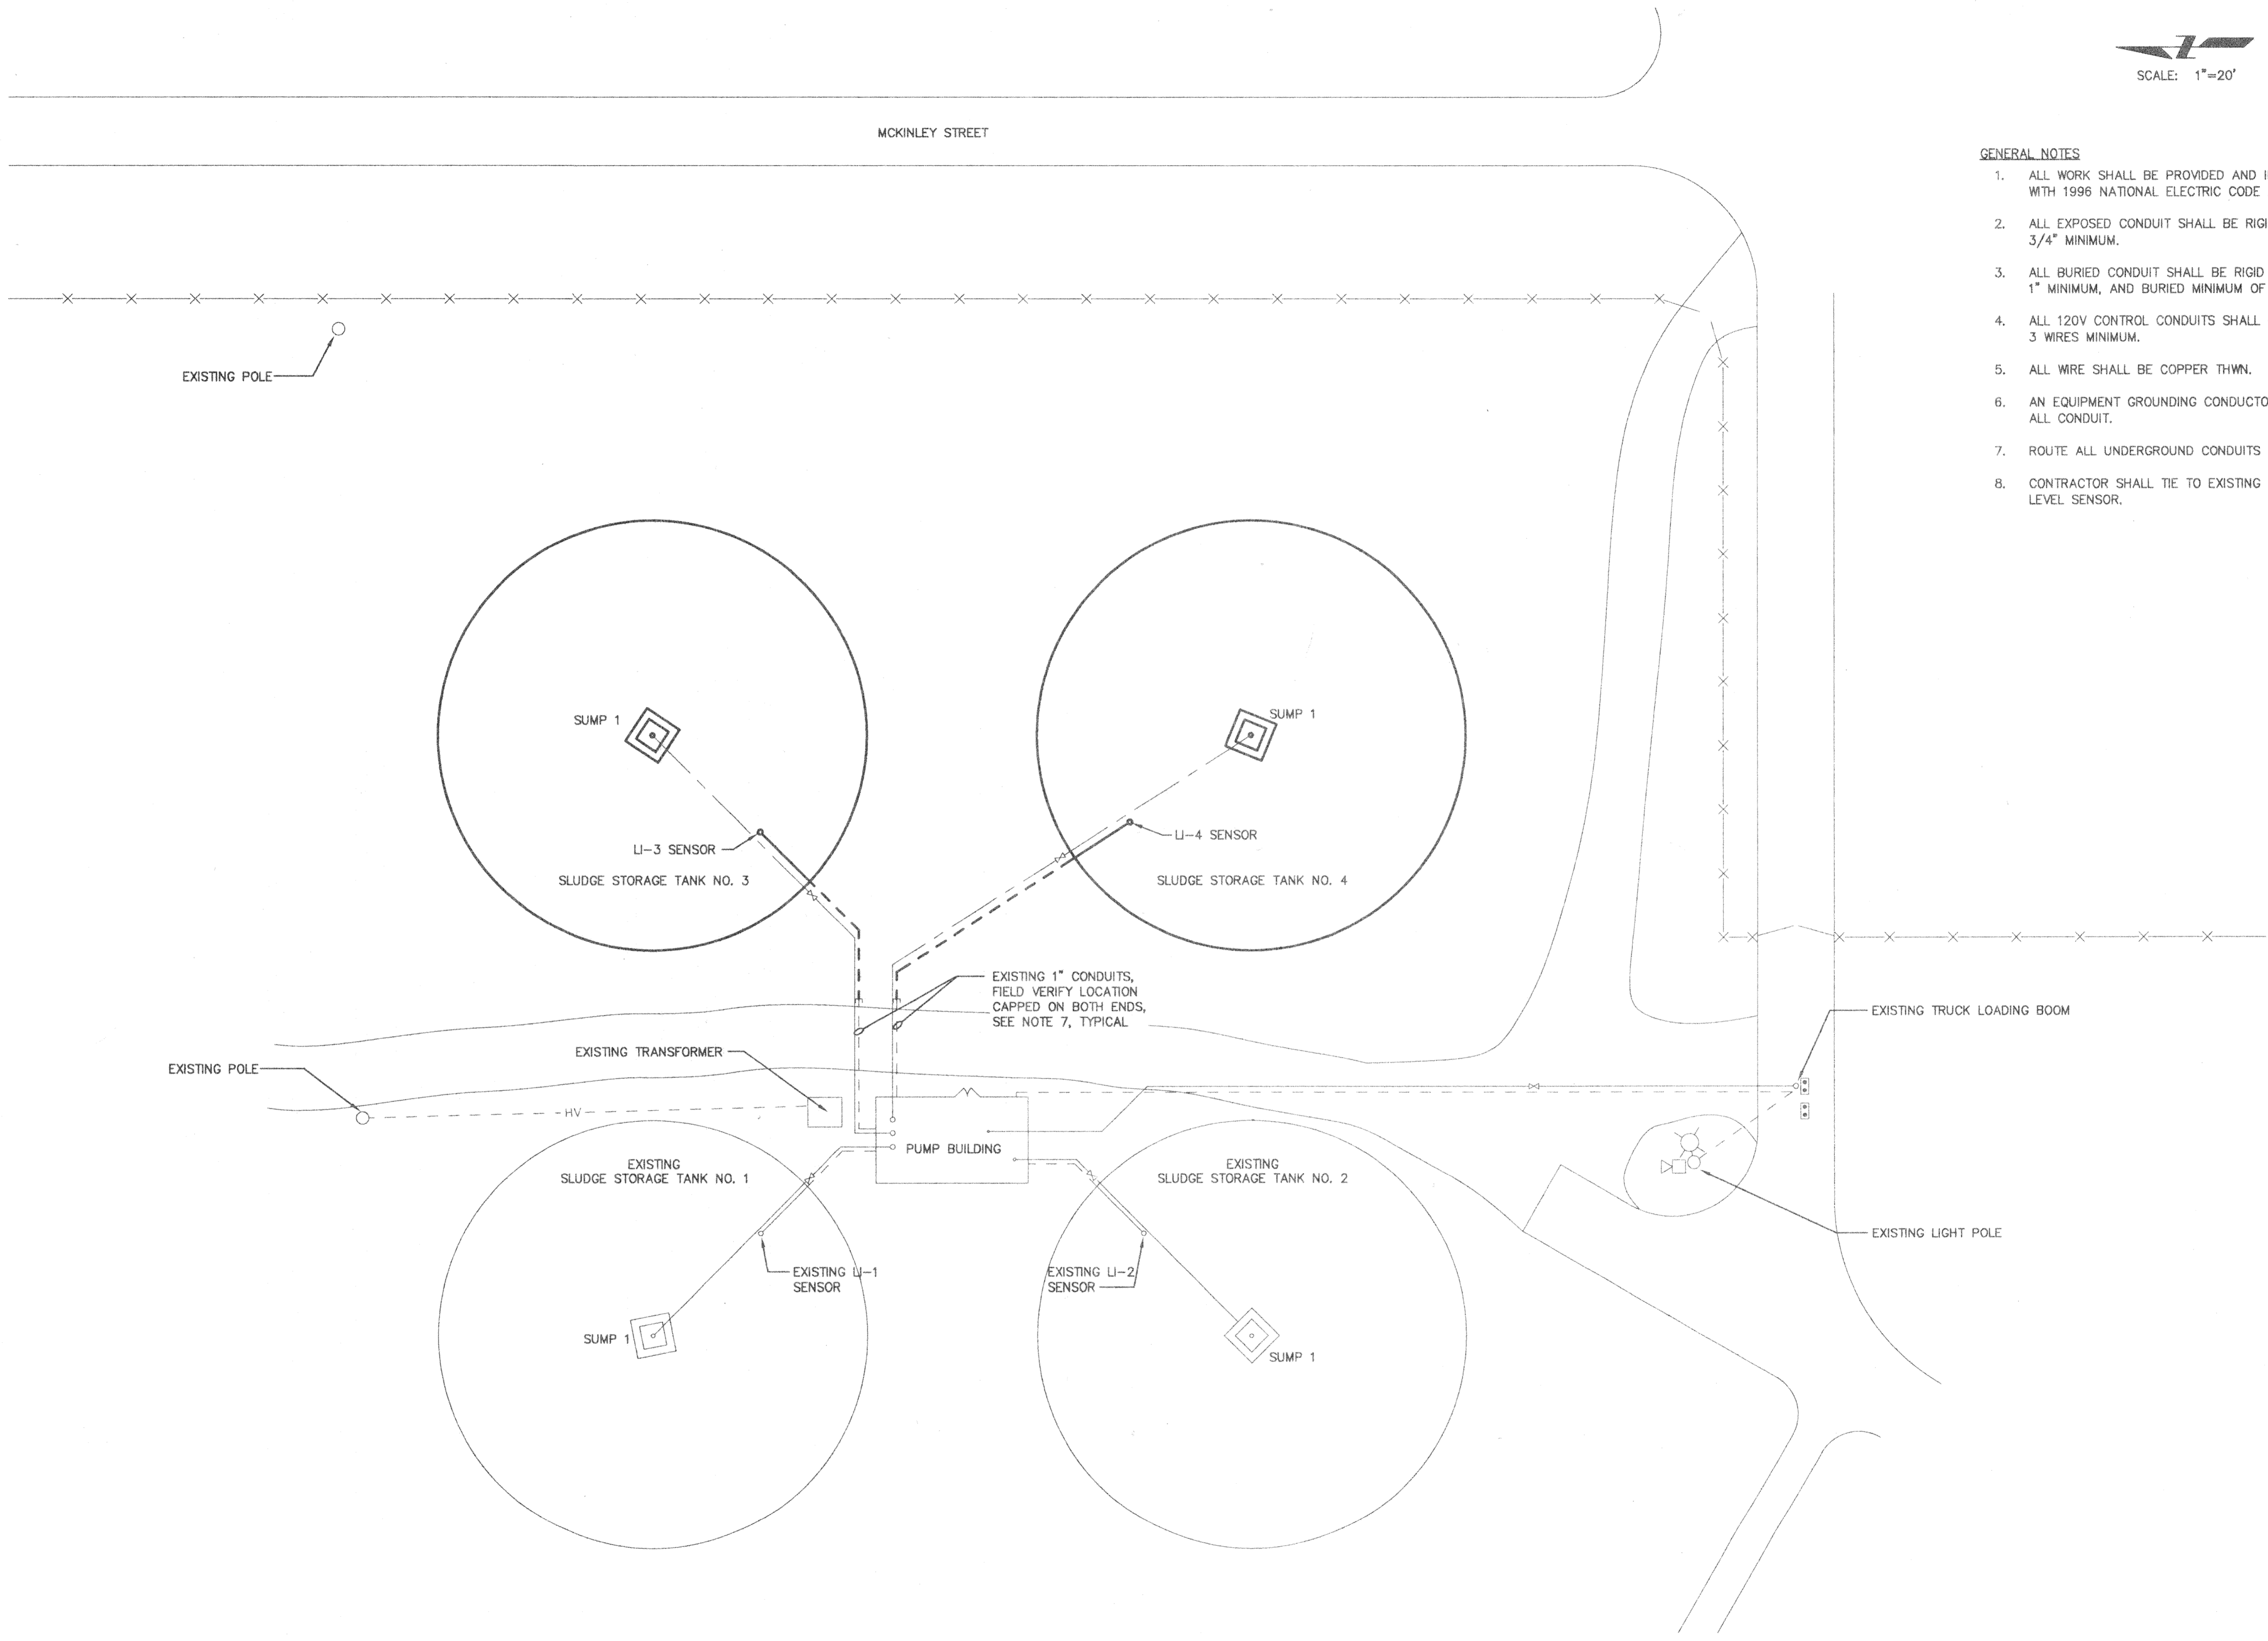 SCALE: 1"=20'
MCKINLEY STREET
GENERAL NOTES
1. ALL WORK SHALL BE PROVIDED AND
WITH 1996 NATIONAL ELECTRIC CODE
2. ALL EXPOSED CONDUIT SHALL BE
3/4" MINIMUM.
3. ALL BURIED CONDUIT SHALL BE RIGID
1" MINIMUM, AND BURIED MINIMUM OF
4. ALL 120V CONTROL CONDUITS SHALL
3 WIRES MINIMUM.
5. ALL WIRE SHALL BE COPPER THWN.
6. AN EQUIPMENT GROUNDING
ALL CONDUIT.
7. ROUTE ALL UNDERGROUND CONDUITS
8. CONTRACTOR SHALL TIE TO EXISTING
LEVEL SENSOR.
EXISTING POLE
SUMP 1
SUMP 1
LI-3 SENSOR
LI-4 SENSOR
SLUDGE STORAGE TANK NO. 3
SLUDGE STORAGE TANK NO. 4
EXISTING 1" CONDUITS,
FIELD VERIFY LOCATION
CAPPED ON BOTH ENDS,
SEE NOTE 7, TYPICAL
EXISTING TRUCK LOADING BOOM
EXISTING TRANSFORMER
EXISTING POLE
HV
PUMP BUILDING
EXISTING
SLUDGE STORAGE TANK NO. 1
EXISTING
SLUDGE STORAGE TANK NO. 2
EXISTING LIGHT POLE
EXISTING LI-1
SENSOR
EXISTING LI-2
SENSOR
SUMP 1
SUMP 1